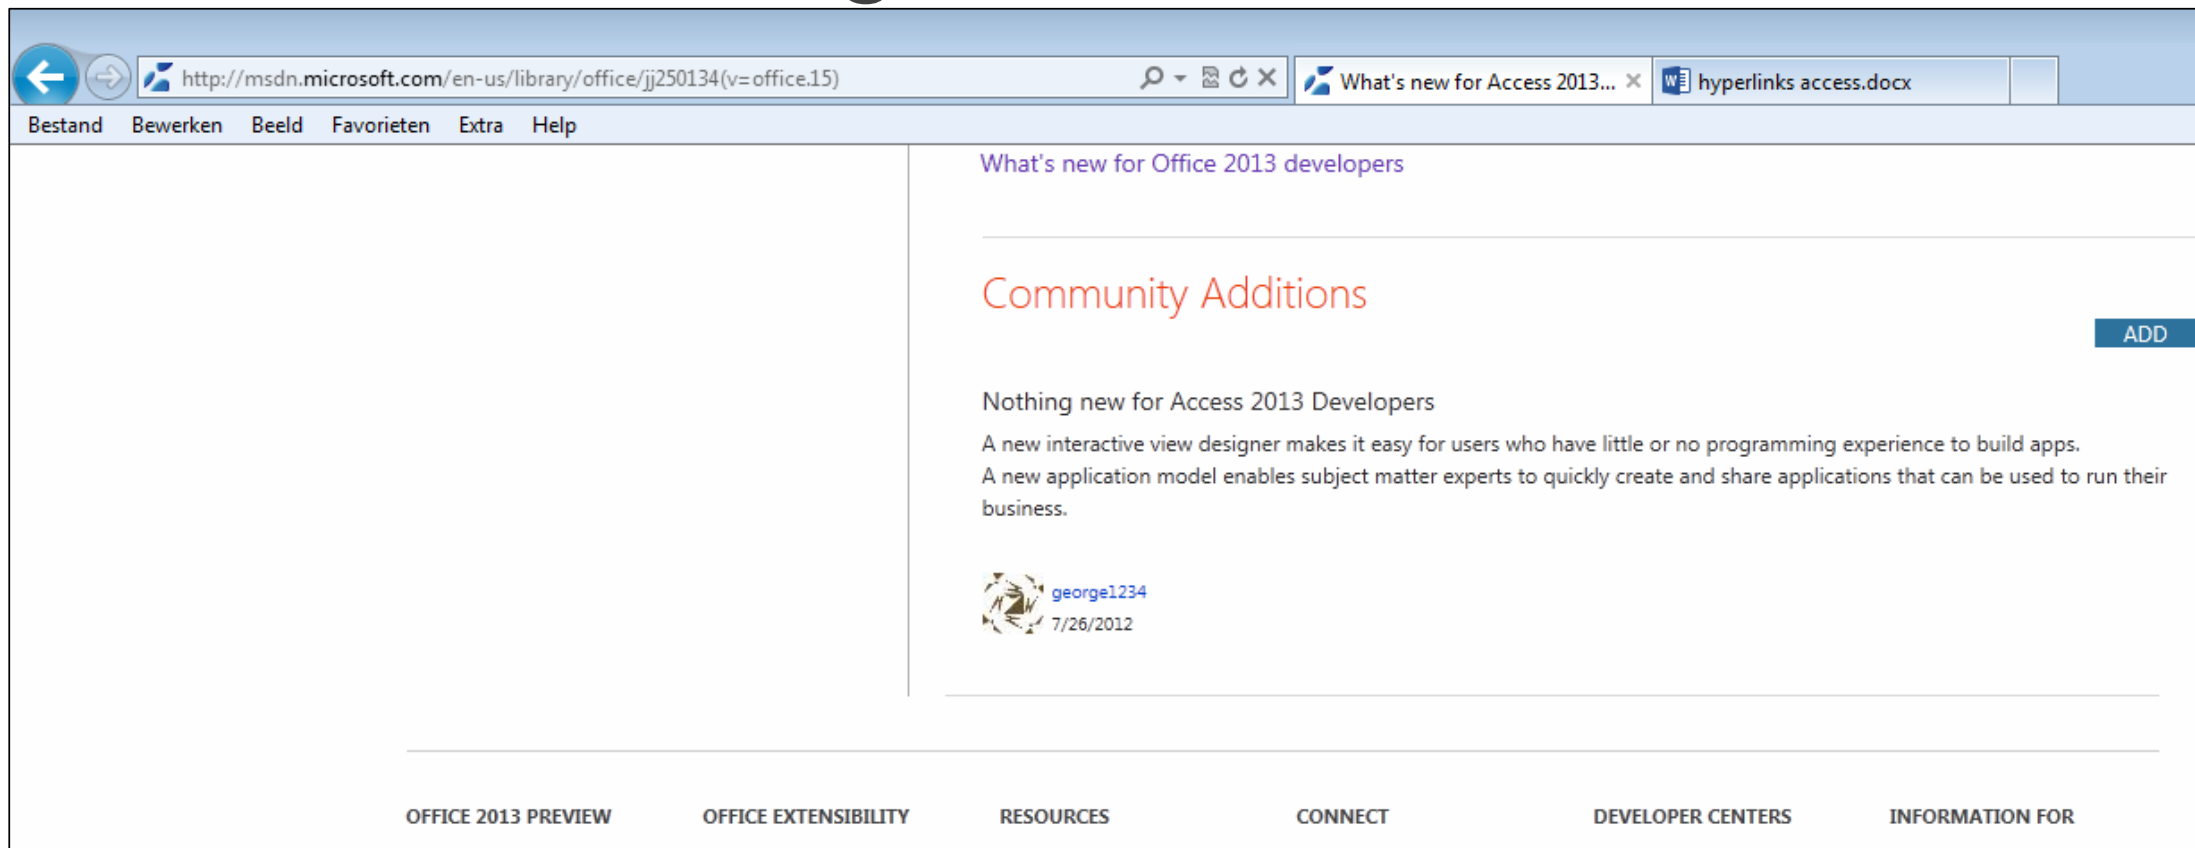 http://msdn.microsoft.com/en-us/library/office/jj250134(v=office.15)
What's new for Access 2013...
hyperlinks access.docx
Bestand Bewerken Beeld Favorieten Extra Help
What's new for Office 2013 developers
Community Additions
ADD
Nothing new for Access 2013 Developers
A new interactive view designer makes it easy for users who have little or no programming experience to build apps.
A new application model enables subject matter experts to quickly create and share applications that can be used to run their
business.
george1234
7/26/2012
OFFICE 2013 PREVIEW OFFICE EXTENSIBILITY RESOURCES CONNECT DEVELOPER CENTERS INFORMATION FOR